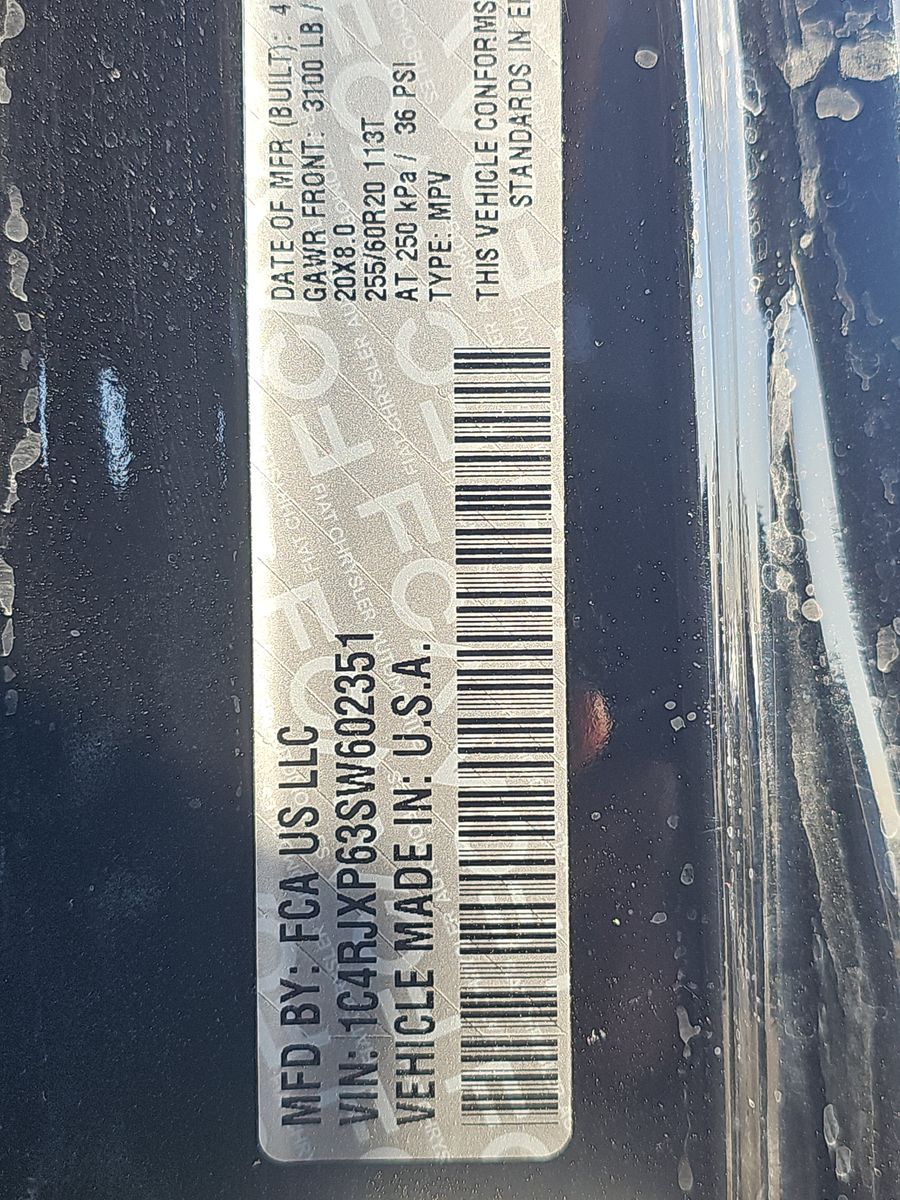 MFD BY: FCA US LLC
VIN: 1C4RJXP63SW602351
VEHICLE MADE IN: U.S.A.
DATE OF MFR (BUILT): 4
GAWR FRONT: 3100 LB /
20X8.0
255/60R20 113T
AT 250 kPa / 36 PSI
TYPE: MPV
THIS VEHICLE CONFORMS
STANDARDS IN